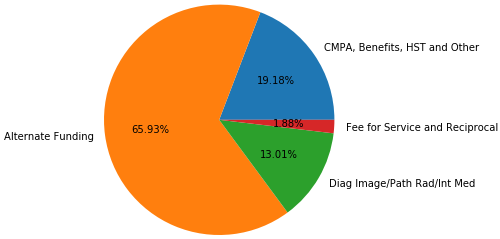 CMPA, Benefits, HST and Other
19.18%
Alternate Funding
65.93%
1.88%
Fee for Service and Reciprocal
13.01%
Diag Image/Path Rad/Int Med